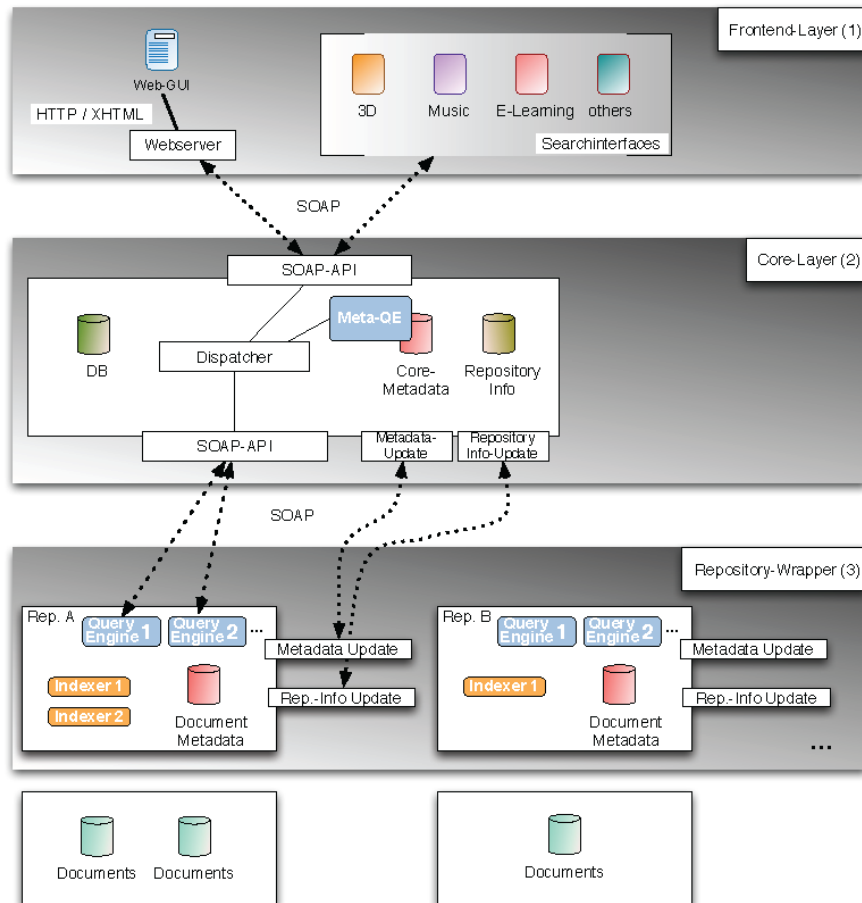 Frontend-Layer (1)
Web-GUI
HTTP / XHTML
Webserver
3D
Music
E-Learning
others
Searchinterfaces
SOAP
Core-Layer (2)
SOAP-API
Meta-QE
Dispatcher
DB
Core-
Metadata
Repository
Info
SOAP-API
Metadata-
Update
Repository
Info-Update
SOAP
Repository-Wrapper (3)
Rep. A
Query
Engine 1
Query
Engine 2
...
Metadata Update
Indexer 1
Indexer 2
Rep.-Info Update
Document
Metadata
Rep. B
Query
Engine 1
Query
Engine 2
...
Metadata Update
Indexer 1
Rep.-Info Update
Document
Metadata
...
Documents
Documents
Documents